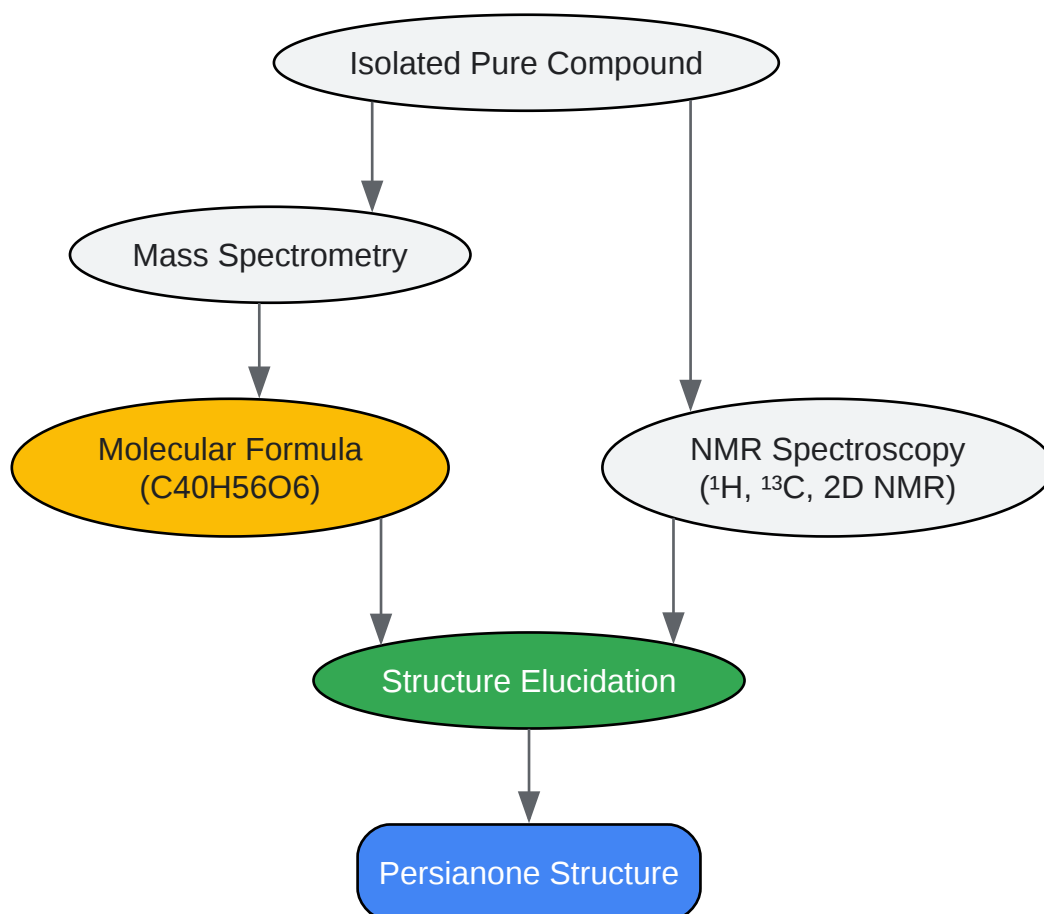 Isolated Pure Compound
Mass Spectrometry
Molecular Formula
(C40H56O6)
NMR Spectroscopy
(¹H, ¹³C, 2D NMR)
Structure Elucidation
Persianone Structure